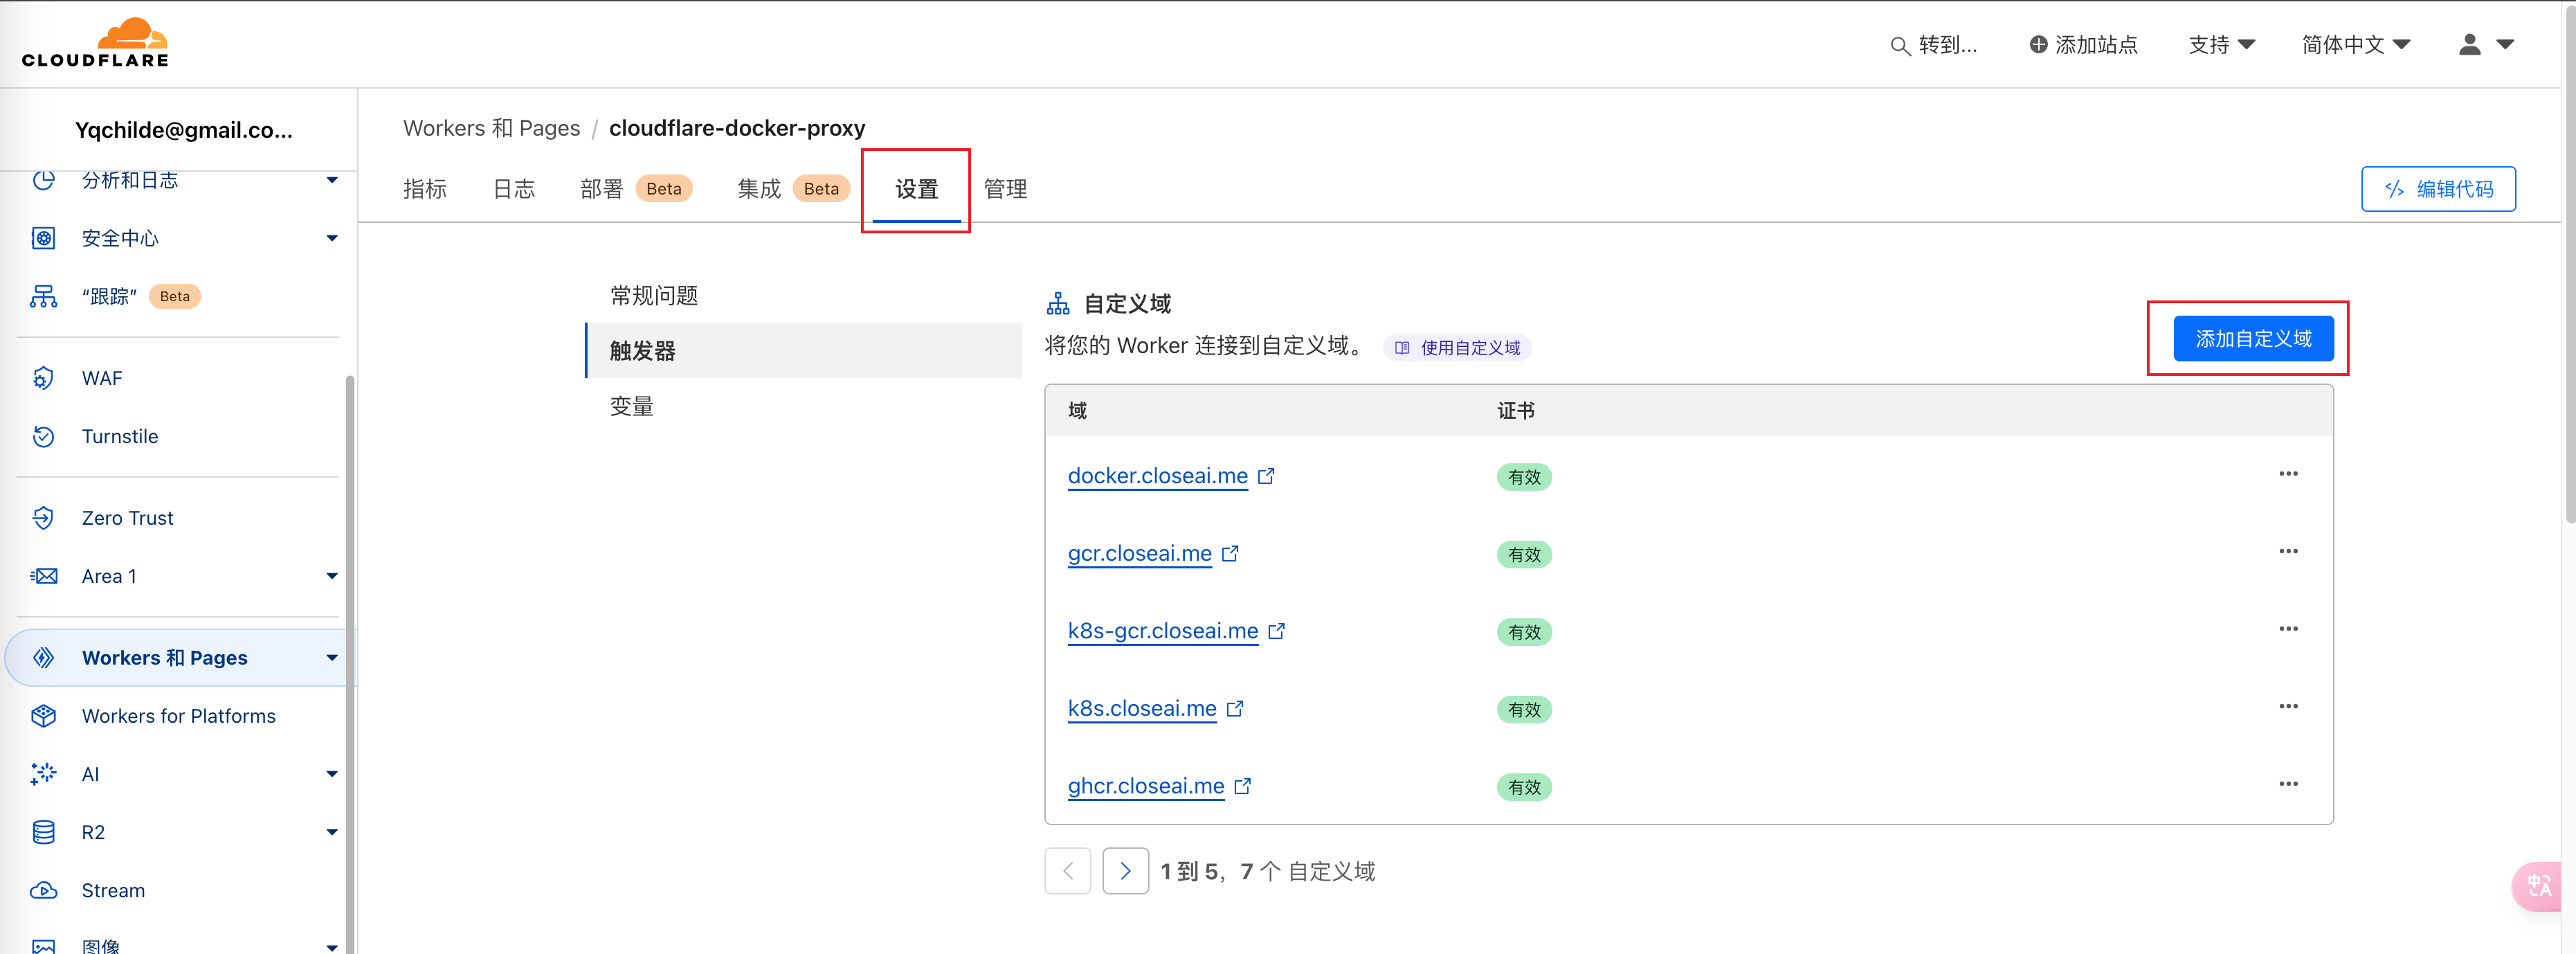 CLOUDFLARE
转到...
添加站点
支持
简体中文
Yqchilde@gmail.co...
分析和日志
安全中心
“跟踪” Beta
WAF
Turnstile
Zero Trust
Area 1
Workers 和 Pages
Workers for Platforms
AI
R2
Stream
图像
Workers 和 Pages / cloudflare-docker-proxy
指标 日志 部署 Beta 集成 Beta 设置 管理
编辑代码
常规问题
触发器
变量
自定义域
将您的 Worker 连接到自定义域。 使用自定义域
添加自定义域
域 证书
docker.closeai.me 有效
gcr.closeai.me 有效
k8s-gcr.closeai.me 有效
k8s.closeai.me 有效
ghcr.closeai.me 有效
1 到 5，7 个 自定义域
中A